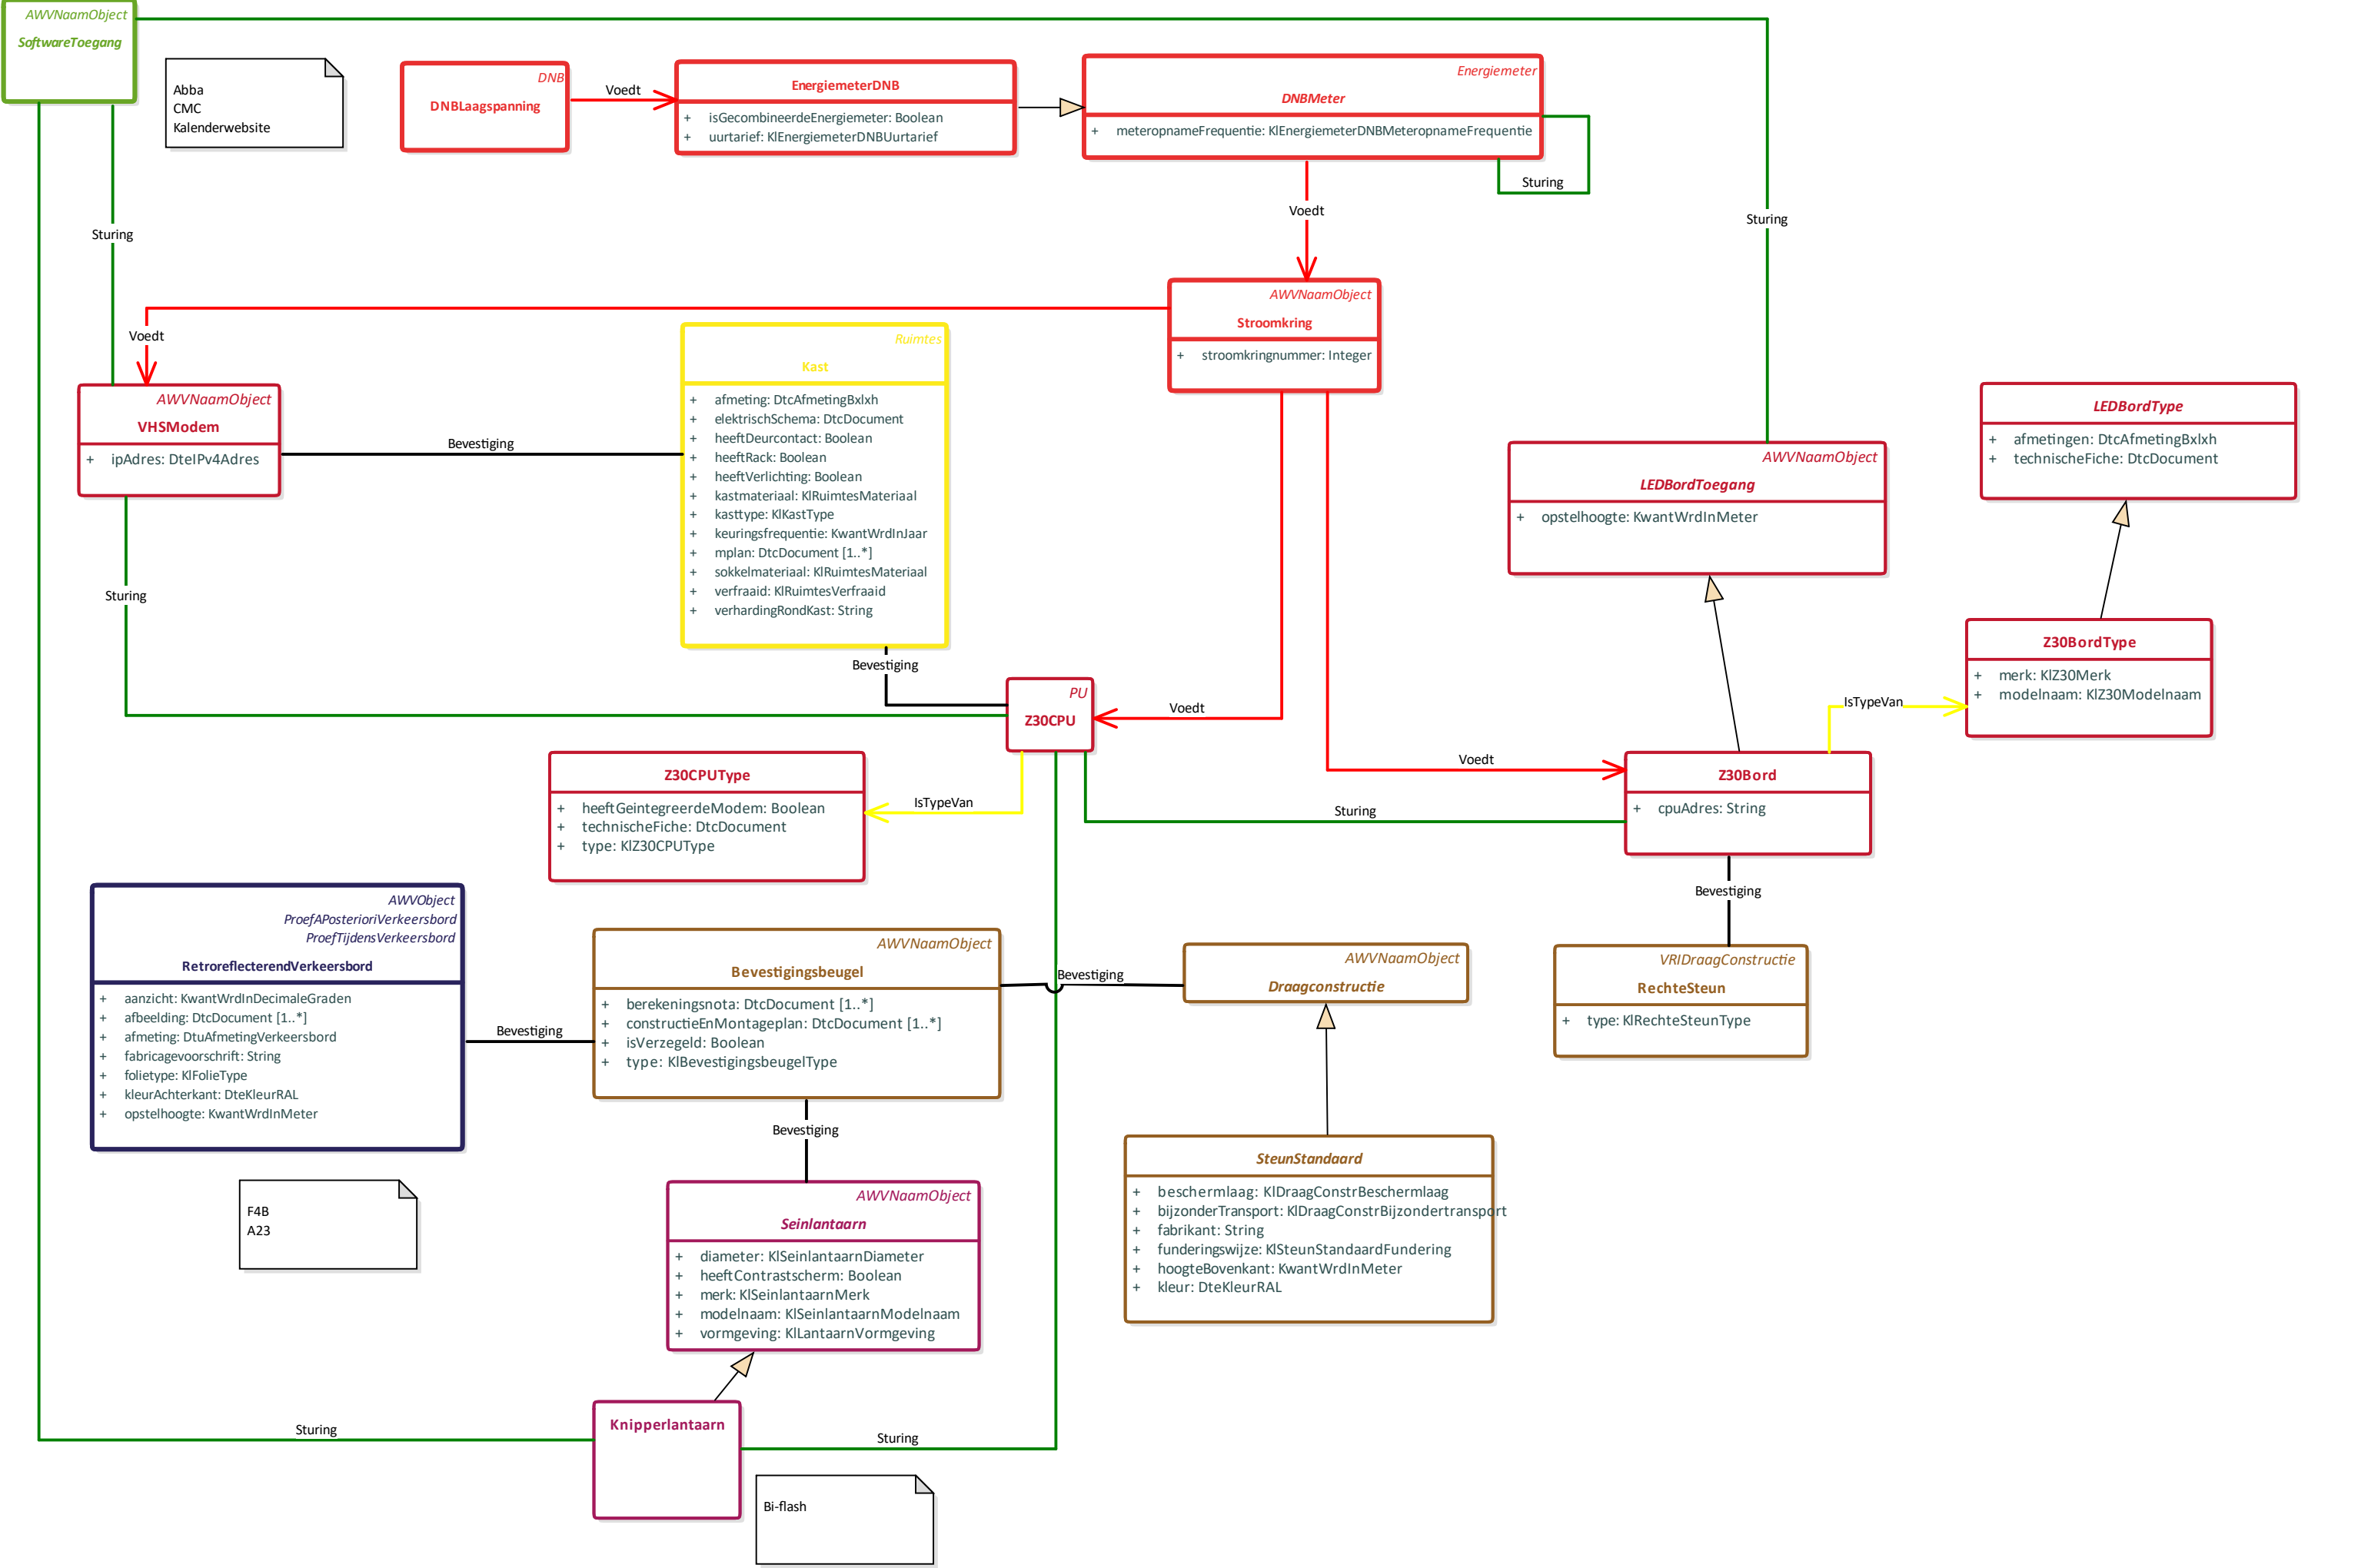 AWVNaamObject
SoftwareToegang
Abba
CMC
Kalenderwebsite
DNB
DNBLaagspanning
Voedt
EnergiemeterDNB
+ isGecombineerdeEnergiemeter: Boolean
+ uurtarief: KlEnergiemeterDNBUurtarief
Energiemeter
DNBMeter
+ meteropnameFrequentie: KlEnergiemeterDNBMeteropnameFrequentie
Sturing
Voedt
Sturing
Sturing
AWVNaamObject
Stroomkring
+ stroomkringnummer: Integer
Voedt
Ruimtes
Kast
+ afmeting: DtcAfmetingBxlxh
+ elektrischSchema: DtcDocument
+ heeftDeurcontact: Boolean
+ heeftRack: Boolean
+ heeftVerlichting: Boolean
+ kastmateriaal: KlRuimtesMateriaal
+ kasttype: KlKastType
+ keuringsfrequentie: KwantWrdInJaar
+ mplan: DtcDocument [1..*]
+ sokkelmateriaal: KlRuimtesMateriaal
+ verfraaid: KlRuimtesVerfraaid
+ verhardingRondKast: String
AWVNaamObject
VHSModem
+ ipAdres: DteIPv4Adres
Bevestiging
LEDBordType
+ afmetingen: DtcAfmetingBxlxh
+ technischeFiche: DtcDocument
AWVNaamObject
LEDBordToegang
+ opstelhoogte: KwantWrdInMeter
Sturing
Bevestiging
Z30BordType
+ merk: KlZ30Merk
+ modelnaam: KlZ30Modelnaam
PU
Z30CPU
Voedt
IsTypeVan
Z30CPUType
+ heeftGeintegreerdeModem: Boolean
+ technischeFiche: DtcDocument
+ type: KlZ30CPUType
IsTypeVan
Voedt
Sturing
Z30Bord
+ cpuAdres: String
Bevestiging
AWVObject
ProefAPosterioriVerkeersbord
ProefTijdensVerkeersbord
RetroreflecterendVerkeersbord
+ aanzicht: KwantWrdInDecimaleGraden
+ afbeelding: DtcDocument [1..*]
+ afmeting: DtuAfmetingVerkeersbord
+ fabricagevoorschrift: String
+ folietype: KlFolieType
+ kleurAchterkant: DteKleurRAL
+ opstelhoogte: KwantWrdInMeter
Bevestiging
AWVNaamObject
Bevestigingsbeugel
+ berekeningsnota: DtcDocument [1..*]
+ constructieEnMontageplan: DtcDocument [1..*]
+ isVerzegeld: Boolean
+ type: KlBevestigingsbeugelType
Bevestiging
AWVNaamObject
Draagconstructie
VRIDraagConstructie
RechteSteun
+ type: KlRechteSteunType
Bevestiging
SteunStandaard
+ beschermlaag: KlDraagConstrBeschermlaag
+ bijzonderTransport: KlDraagConstrBijzondertransport
+ fabrikant: String
+ funderingswijze: KlSteunStandaardFundering
+ hoogteBovenkant: KwantWrdInMeter
+ kleur: DteKleurRAL
F4B
A23
AWVNaamObject
Seinlantaarn
+ diameter: KlSeinlantaarnDiameter
+ heeftContrastscherm: Boolean
+ merk: KlSeinlantaarnMerk
+ modelnaam: KlSeinlantaarnModelnaam
+ vormgeving: KlLantaarnVormgeving
Sturing
Knipperlantaarn
Sturing
Bi-flash